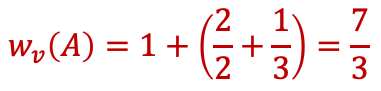 w_v(A) = 1 + (2/2 + 1/3) = 7/3